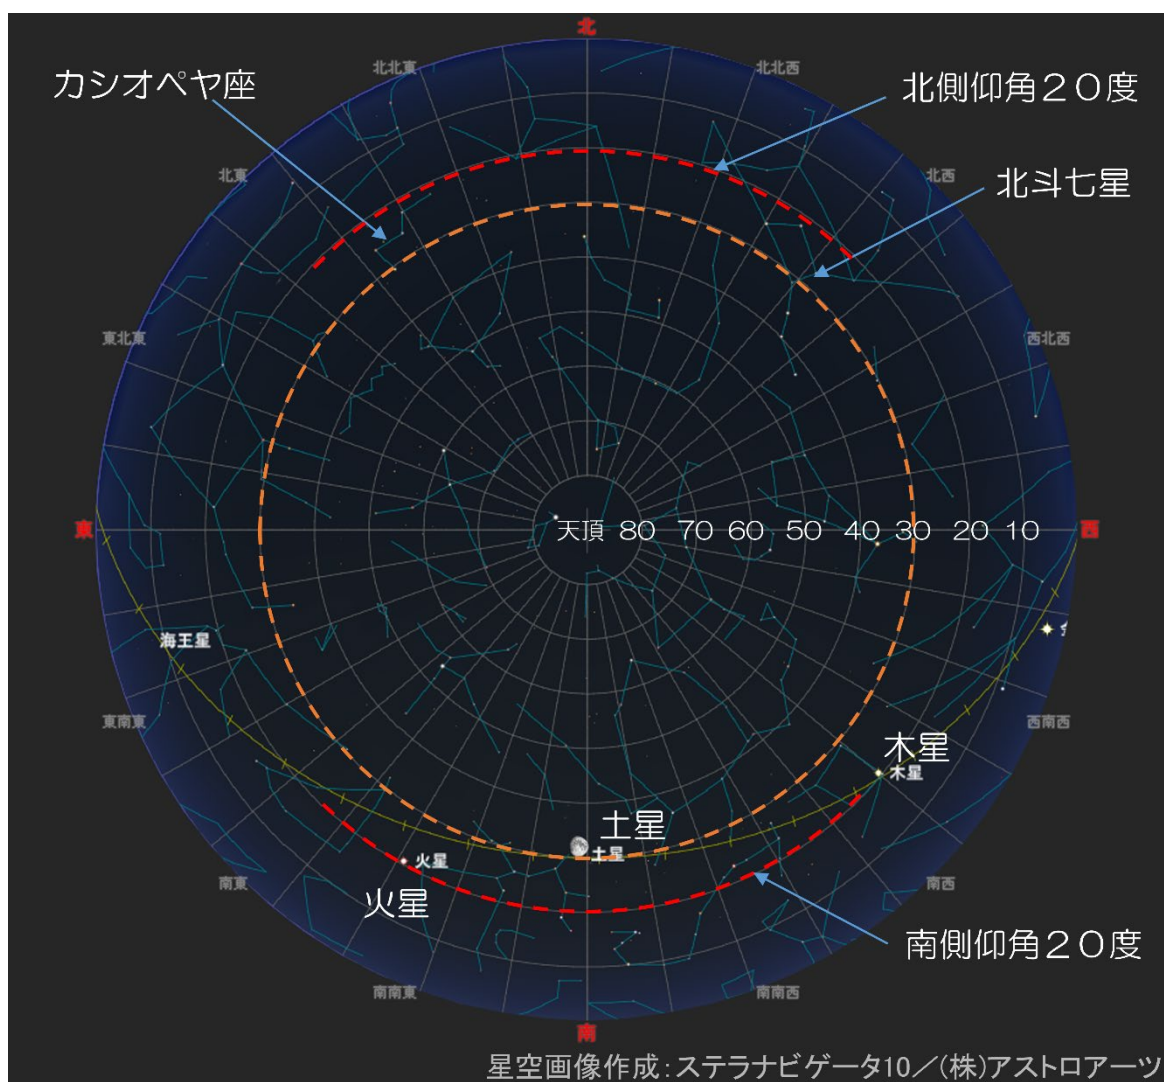 北
北北東
北北西
カシオペヤ座
北側仰角２０度
北東
北西
北斗七星
東北東
西北西
東
天頂 80 70 60 50 40 30 20 10
西
海王星
東南東
西南西
木星
木星
土星
土星
火星
火星
南東
南西
南側仰角２０度
南南東
南南西
南
星空画像作成：ステラナビゲータ10／(株)アストロアーツ